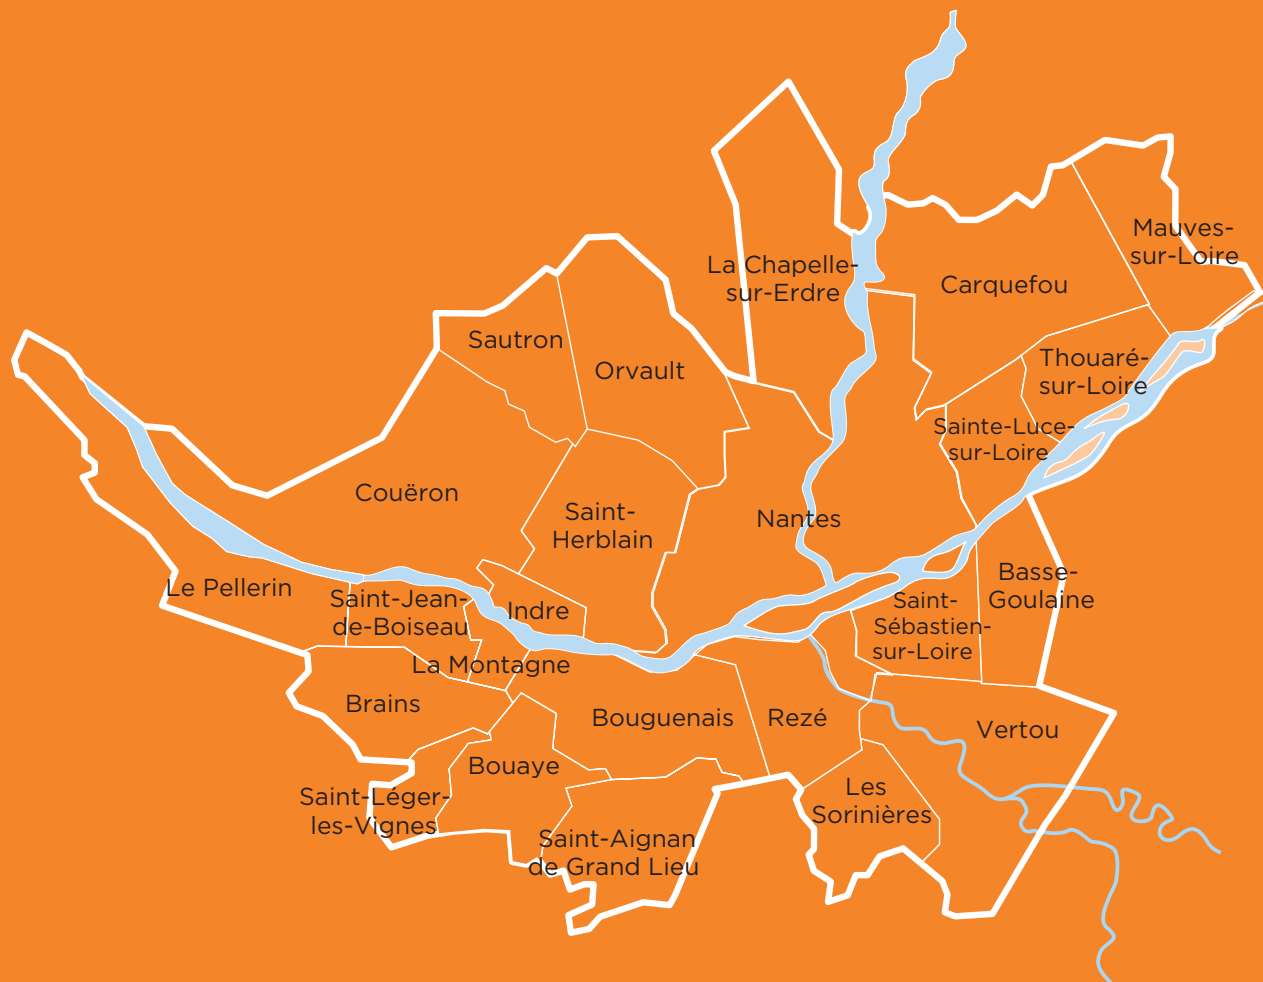 Mauves-
sur-Loire
La Chapelle-
sur-Erdre
Carquefou
Sautron
Orvault
Thouaré-
sur-Loire
Sainte-Luce-
sur-Loire
Couëron
Saint-
Herblain
Nantes
Le Pellerin
Saint-Jean-
de-Boiseau
Indre
Basse-
Goulaine
Saint-
Sébastien-
sur-Loire
La Montagne
Brains
Bouguenais
Rezé
Vertou
Bouaye
Saint-Léger-
les-Vignes
Les
Sorinières
Saint-Aignan
de Grand Lieu